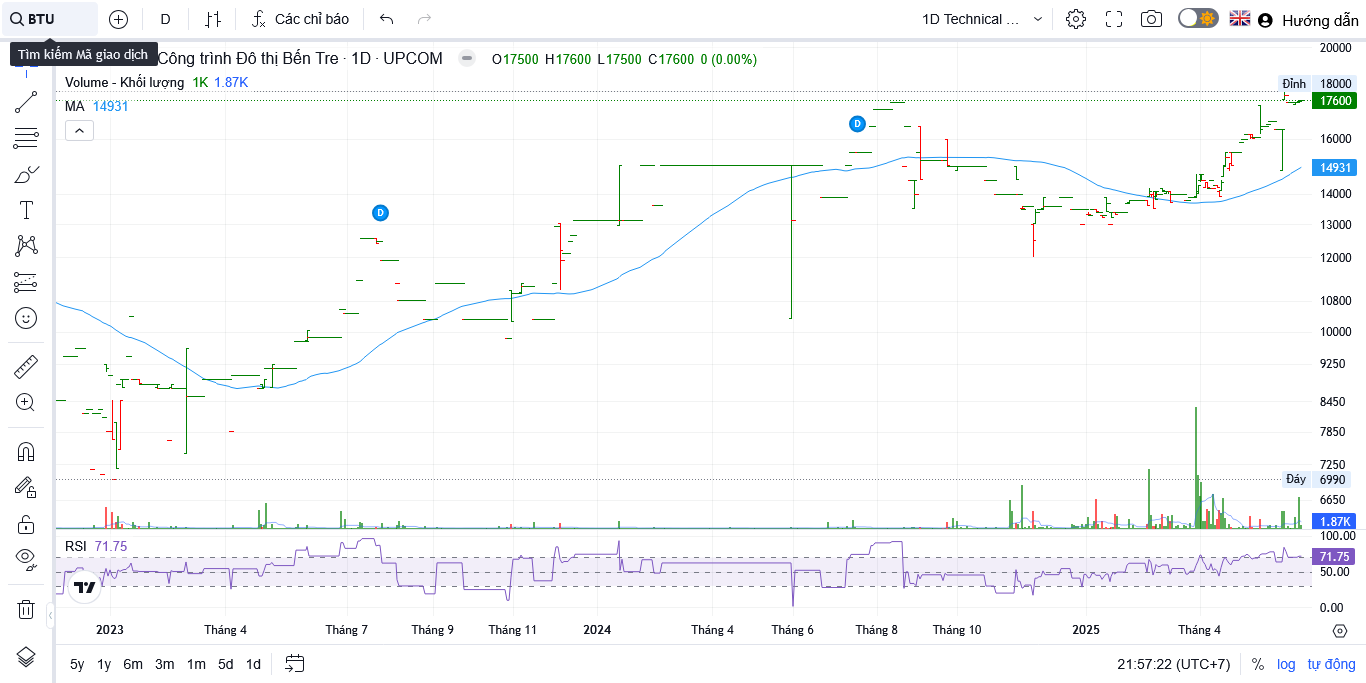 BTU D Các chỉ báo 1D Technical ... Hướng dẫn
Tìm kiếm Mã giao dịch Công trình Đô thị Bến Tre · 1D · UPCOM O17500 H17600 L17500 C17600 0 (0.00%)
Volume - Khối lượng 1K 1.87K
MA 14931
D
D
20000
Đỉnh 18000
17600
16000
14931
14000
13000
12000
10800
10000
9250
8450
7850
7250
Đáy 6990
6650
1.87K
RSI 71.75
100.00
71.75
50.00
0.00
2023 Tháng 4 Tháng 7 Tháng 9 Tháng 11 2024 Tháng 4 Tháng 6 Tháng 8 Tháng 10 2025 Tháng 4
5y 1y 6m 3m 1m 5d 1d 21:57:22 (UTC+7) % log tự động